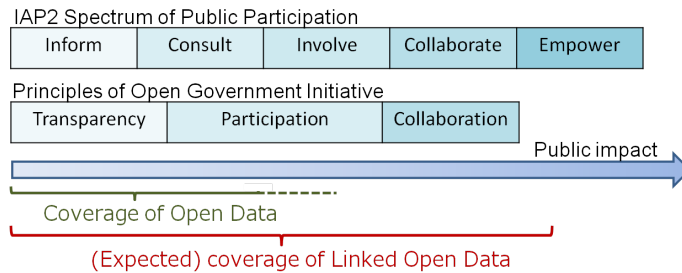 IAP2 Spectrum of Public Participation
Inform Consult Involve Collaborate Empower
Principles of Open Government Initiative
Transparency Participation Collaboration
Public impact
Coverage of Open Data
(Expected) coverage of Linked Open Data